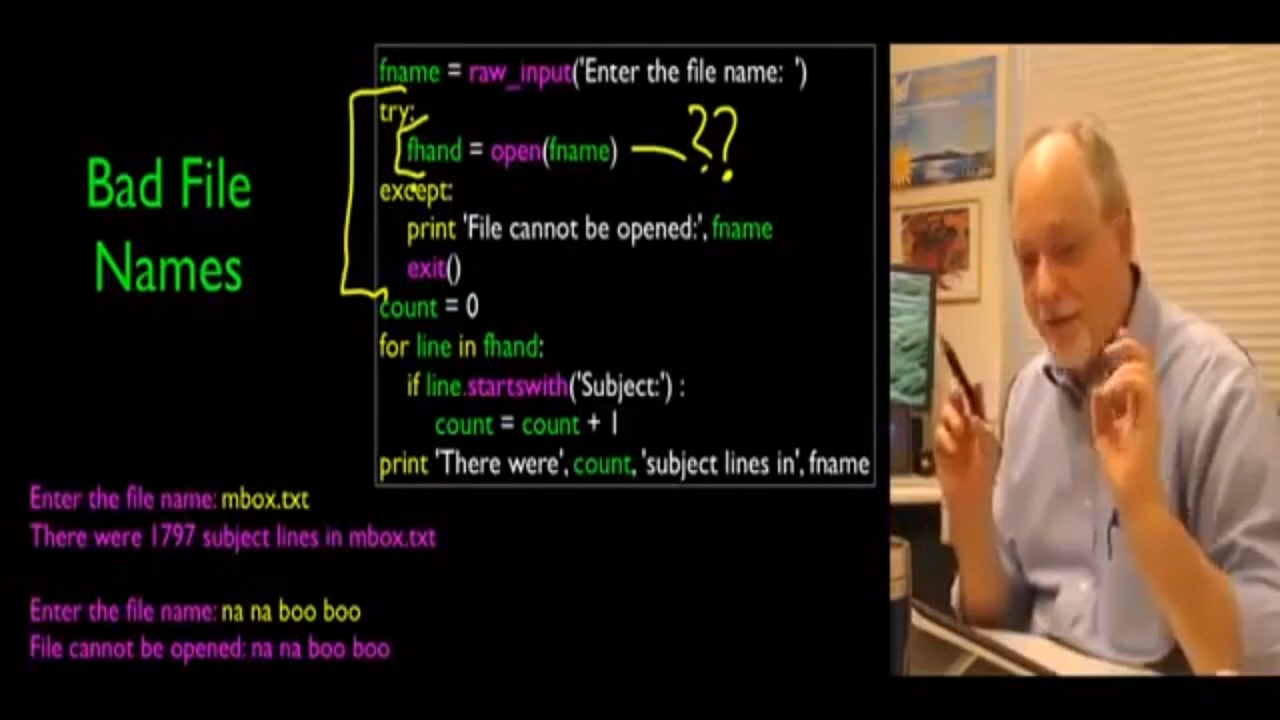 Bad File
Names
fname = raw_input('Enter the file name:  ')
try:
fhand = open(fname)
??
except:
print 'File cannot be opened:', fname
exit()
count = 0
for line in fhand:
if line.startswith('Subject:') :
count = count + 1
print 'There were', count, 'subject lines in', fname
Enter the file name: mbox.txt
There were 1797 subject lines in mbox.txt
Enter the file name: na na boo boo
File cannot be opened: na na boo boo